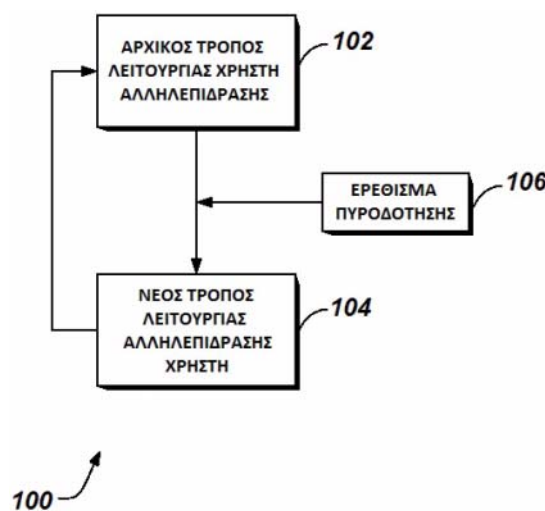 ΑΡΧΙΚΟΣ ΤΡΟΠΟΣ
ΛΕΙΤΟΥΡΓΙΑΣ ΧΡΗΣΤΗ
ΑΛΛΗΛΕΠΙΔΡΑΣΗΣ
102
ΕΡΕΘΙΣΜΑ
ΠΥΡΟΔΟΤΗΣΗΣ
106
ΝΕΟΣ ΤΡΟΠΟΣ
ΛΕΙΤΟΥΡΓΙΑΣ
ΑΛΛΗΛΕΠΙΔΡΑΣΗΣ
ΧΡΗΣΤΗ
104
100